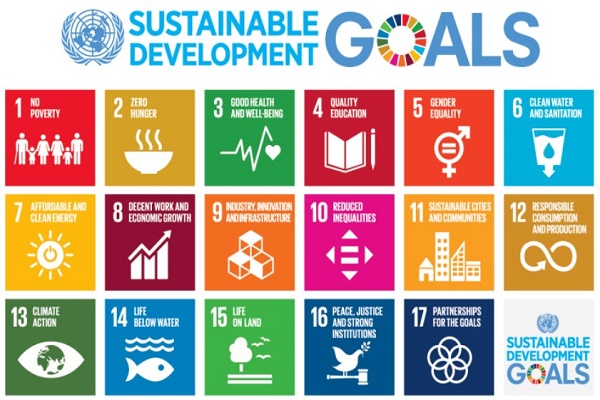 SUSTAINABLE
DEVELOPMENT
GOALS
1 NO
POVERTY
2 ZERO
HUNGER
3 GOOD HEALTH
AND WELL-BEING
4 QUALITY
EDUCATION
5 GENDER
EQUALITY
6 CLEAN WATER
AND SANITATION
7 AFFORDABLE AND
CLEAN ENERGY
8 DECENT WORK AND
ECONOMIC GROWTH
9 INDUSTRY, INNOVATION
AND INFRASTRUCTURE
10 REDUCED
INEQUALITIES
11 SUSTAINABLE CITIES
AND COMMUNITIES
12 RESPONSIBLE
CONSUMPTION
AND PRODUCTION
13 CLIMATE
ACTION
14 LIFE
BELOW WATER
15 LIFE
ON LAND
16 PEACE, JUSTICE
AND STRONG
INSTITUTIONS
17 PARTNERSHIPS
FOR THE GOALS
SUSTAINABLE
DEVELOPMENT
GOALS